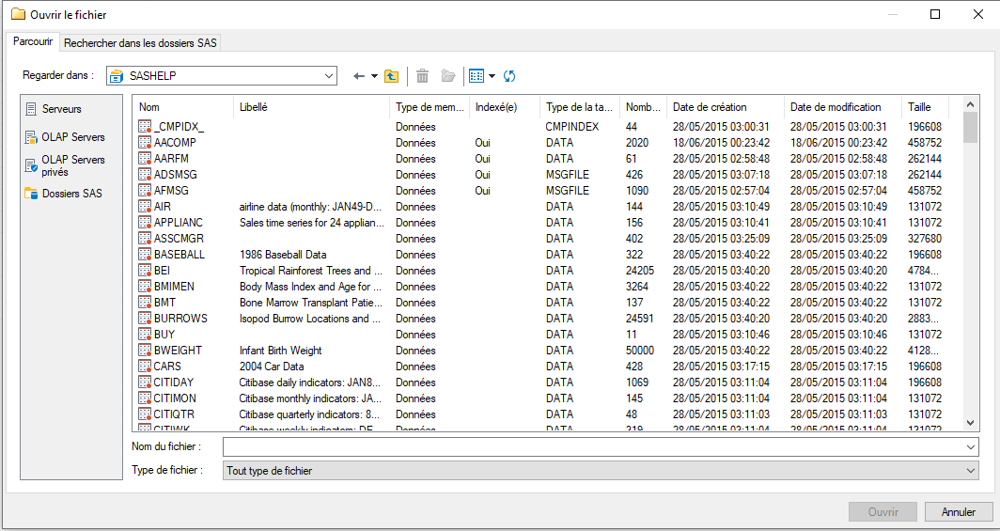 Ouvrir le fichier
Parcourir Rechercher dans les dossiers SAS
Regarder dans : SASHELP
Serveurs
OLAP Servers
OLAP Servers
privés
Dossiers SAS
Nom Libellé Type de mem... Indexé(e) Type de la ta... Nomb... Date de création Date de modification Taille
_CMPIDX_ Données CMPINDEX 44 28/05/2015 03:00:31 28/05/2015 03:00:31 196608
AACOMP Données Oui DATA 2020 18/06/2015 00:23:42 18/06/2015 00:23:42 458752
AARFM Données Oui DATA 61 28/05/2015 02:58:48 28/05/2015 02:58:48 262144
ADSMSG Données Oui MSGFILE 426 28/05/2015 03:07:18 28/05/2015 03:07:18 262144
AFMSG Données Oui MSGFILE 1090 28/05/2015 02:57:04 28/05/2015 02:57:04 458752
AIR airline data (monthly: JAN49-D... Données DATA 144 28/05/2015 03:10:49 28/05/2015 03:10:49 131072
APPLIANC Sales time series for 24 applian... Données DATA 156 28/05/2015 03:10:41 28/05/2015 03:10:41 131072
ASSCMGR Données DATA 402 28/05/2015 03:25:09 28/05/2015 03:25:09 327680
BASEBALL 1986 Baseball Data Données DATA 322 28/05/2015 03:40:22 28/05/2015 03:40:22 196608
BEI Tropical Rainforest Trees and ... Données DATA 24205 28/05/2015 03:40:20 28/05/2015 03:40:20 4784...
BMIMEN Body Mass Index and Age for ... Données DATA 3264 28/05/2015 03:40:22 28/05/2015 03:40:22 131072
BMT Bone Marrow Transplant Patie... Données DATA 137 28/05/2015 03:40:22 28/05/2015 03:40:22 131072
BURROWS Isopod Burrow Locations and ... Données DATA 24591 28/05/2015 03:40:20 28/05/2015 03:40:20 2883...
BUY Données DATA 11 28/05/2015 03:10:46 28/05/2015 03:10:46 131072
BWEIGHT Infant Birth Weight Données DATA 50000 28/05/2015 03:40:22 28/05/2015 03:40:22 4128...
CARS 2004 Car Data Données DATA 428 28/05/2015 03:17:15 28/05/2015 03:17:15 196608
CITIDAY Citibase daily indicators: JAN8... Données DATA 1069 28/05/2015 03:11:04 28/05/2015 03:11:04 131072
CITIMON Citibase monthly indicators: JA... Données DATA 145 28/05/2015 03:11:04 28/05/2015 03:11:04 131072
CITIQTR Citibase quarterly indicators: 8... Données DATA 48 28/05/2015 03:11:03 28/05/2015 03:11:03 131072
CITIWK Citibase weekly indicators: DE... Données DATA 319 28/05/2015 03:11:04 28/05/2015 03:11:04 131072
Nom du fichier :
Type de fichier : Tout type de fichier
Ouvrir Annuler